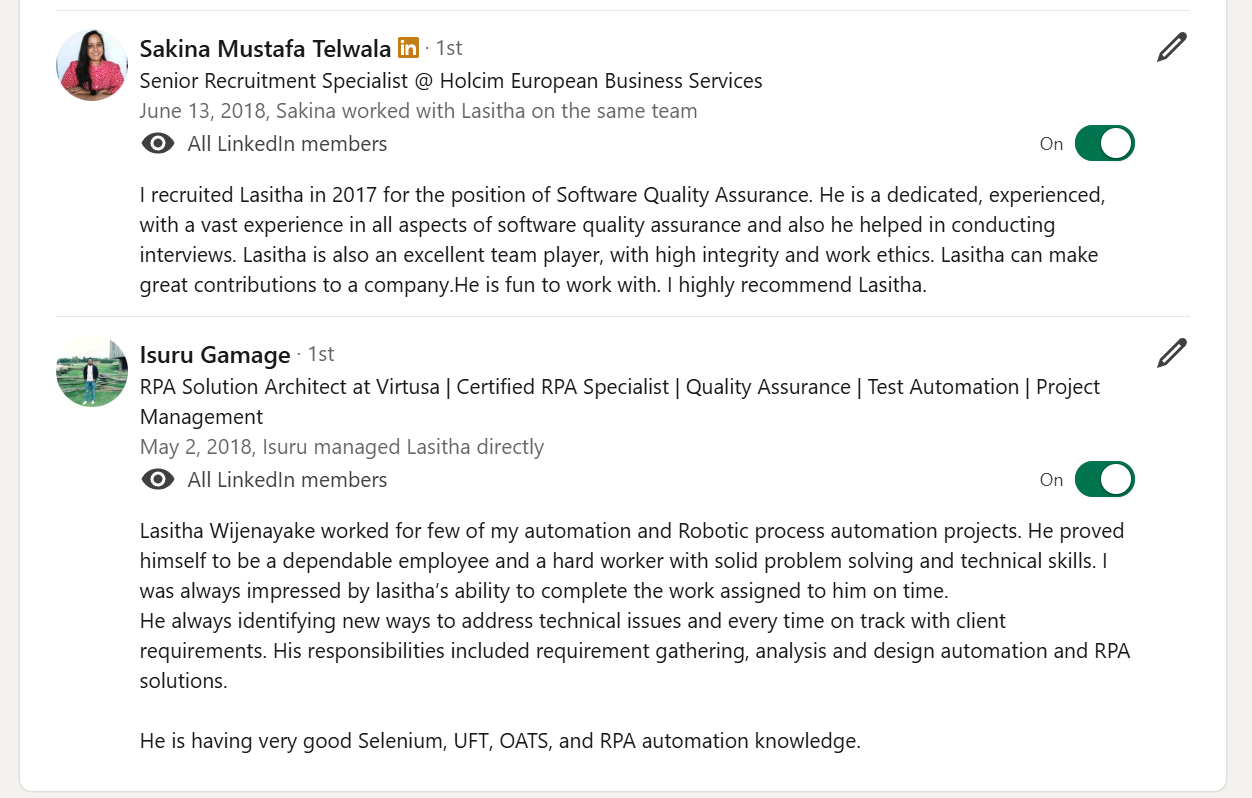 Sakina Mustafa Telwala in · 1st
Senior Recruitment Specialist @ Holcim European Business Services
June 13, 2018, Sakina worked with Lasitha on the same team
All LinkedIn members
On
I recruited Lasitha in 2017 for the position of Software Quality Assurance. He is a dedicated, experienced,
with a vast experience in all aspects of software quality assurance and also he helped in conducting
interviews. Lasitha is also an excellent team player, with high integrity and work ethics. Lasitha can make
great contributions to a company.He is fun to work with. I highly recommend Lasitha.
Isuru Gamage · 1st
RPA Solution Architect at Virtusa | Certified RPA Specialist | Quality Assurance | Test Automation | Project
Management
May 2, 2018, Isuru managed Lasitha directly
All LinkedIn members
On
Lasitha Wijenayake worked for few of my automation and Robotic process automation projects. He proved
himself to be a dependable employee and a hard worker with solid problem solving and technical skills. I
was always impressed by lasitha’s ability to complete the work assigned to him on time.
He always identifying new ways to address technical issues and every time on track with client
requirements. His responsibilities included requirement gathering, analysis and design automation and RPA
solutions.
He is having very good Selenium, UFT, OATS, and RPA automation knowledge.